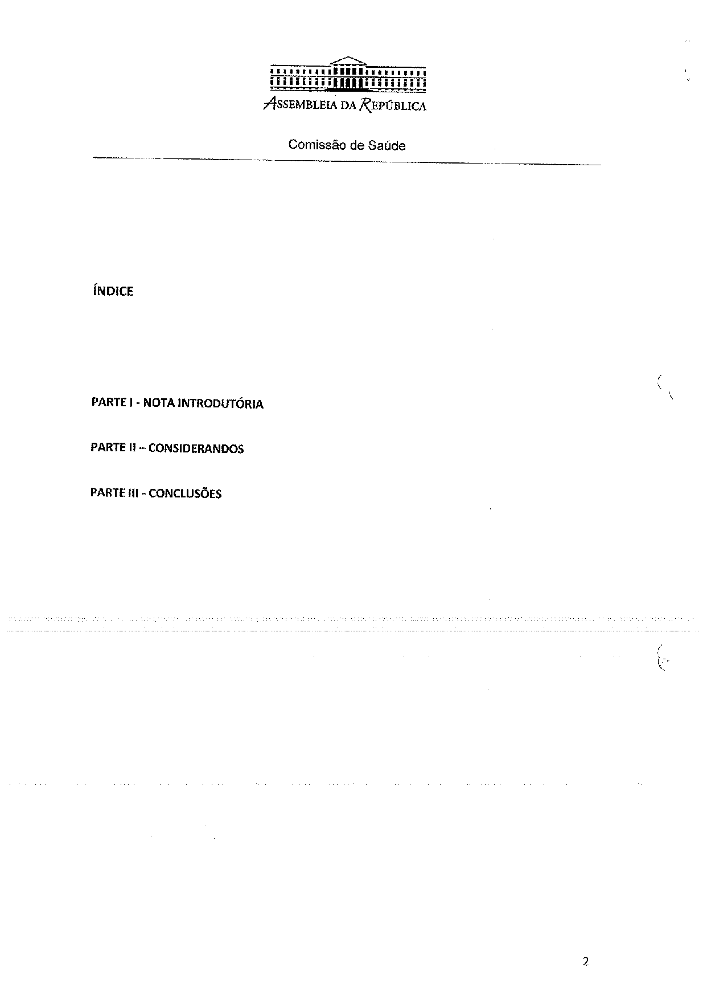 ASSEMBLEIA DA REPÚBLICA
Comissão de Saúde
ÍNDICE
PARTE I - NOTA INTRODUTÓRIA
PARTE II – CONSIDERANDOS
PARTE III - CONCLUSÕES
2